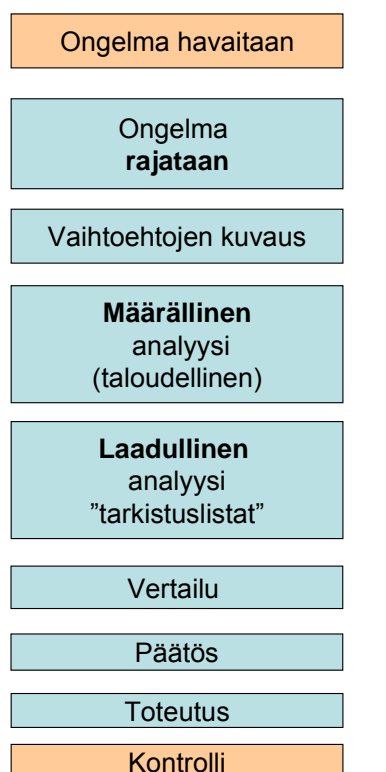 Ongelma havaitaan
Ongelma
rajataan
Vaihtoehtojen kuvaus
Määrällinen
analyysi
(taloudellinen)
Laadullinen
analyysi
”tarkistuslistat”
Vertailu
Päätös
Toteutus
Kontrolli